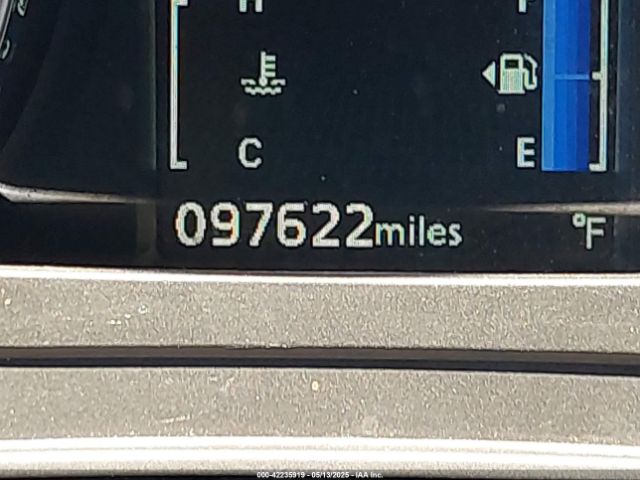 H F
C E
097622miles °F
000-42235919 - 05/13/2025 - IAA Inc.